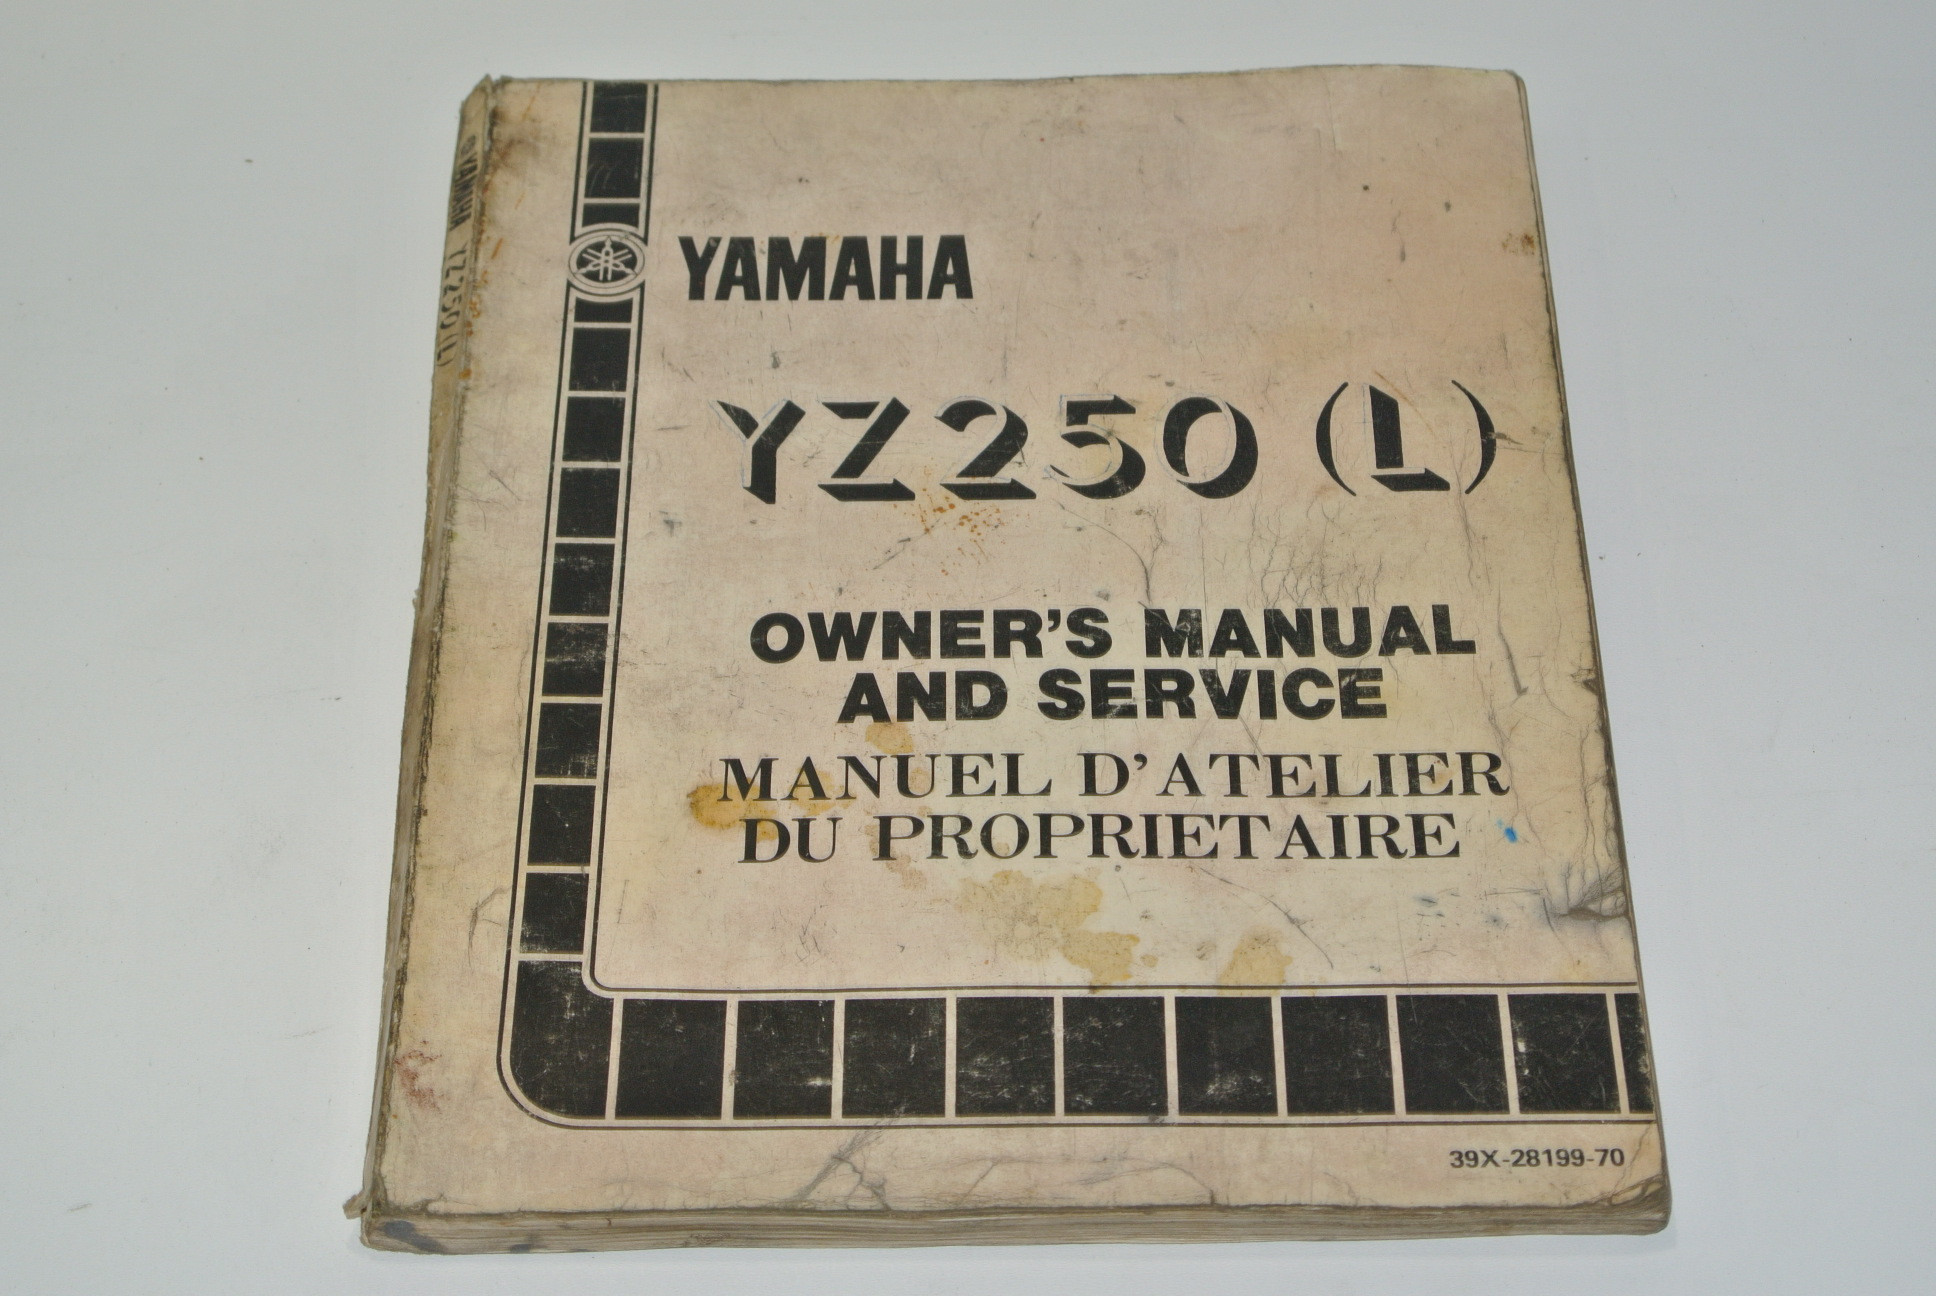 YAMAHA
YZ250 (L)
OWNER'S MANUAL
AND SERVICE
MANUEL D'ATELIER
DU PROPRIETAIRE
39X-28199-70
YAMAHA YZ250(L)